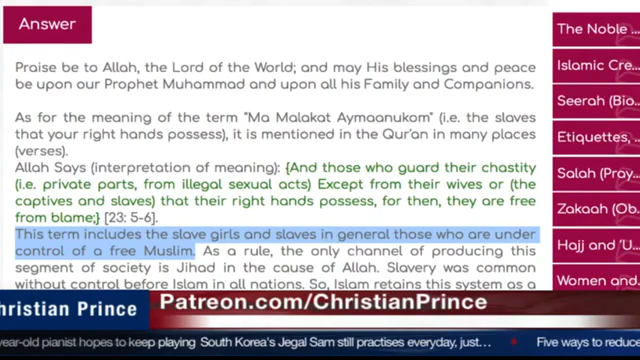 Answer
Praise be to Allah, the Lord of the World; and may His blessings and peace
be upon our Prophet Muhammad and upon all his Family and Companions.
As for the meaning of the term "Ma Malakat Aymaanukom" (i.e. the slaves
that your right hands possess), it is mentioned in the Qur'an in many places
(verses).
Allah Says (interpretation of meaning): {And those who guard their chastity
(i.e. private parts, from illegal sexual acts) Except from their wives or (the
captives and slaves) that their right hands possess, for then, they are free
from blame;} [23: 5-6].
This term includes the slave girls and slaves in general those who are under
control of a free Muslim. As a rule, the only channel of producing this
segment of society is Jihad in the cause of Allah. Slavery was common
without control before Islam in all nations. So, Islam retains this system as a
The Noble ...
Islamic Cre...
Seerah (Bio...
Etiquettes, ...
Salah (Pray...
Zakaah (Ob...
Hajj and 'U...
Women and...
Christian Prince
Patreon.com/ChristianPrince
year-old pianist hopes to keep playing South Korea's Jegal Sam still practises everyday, just... Five ways to reduce